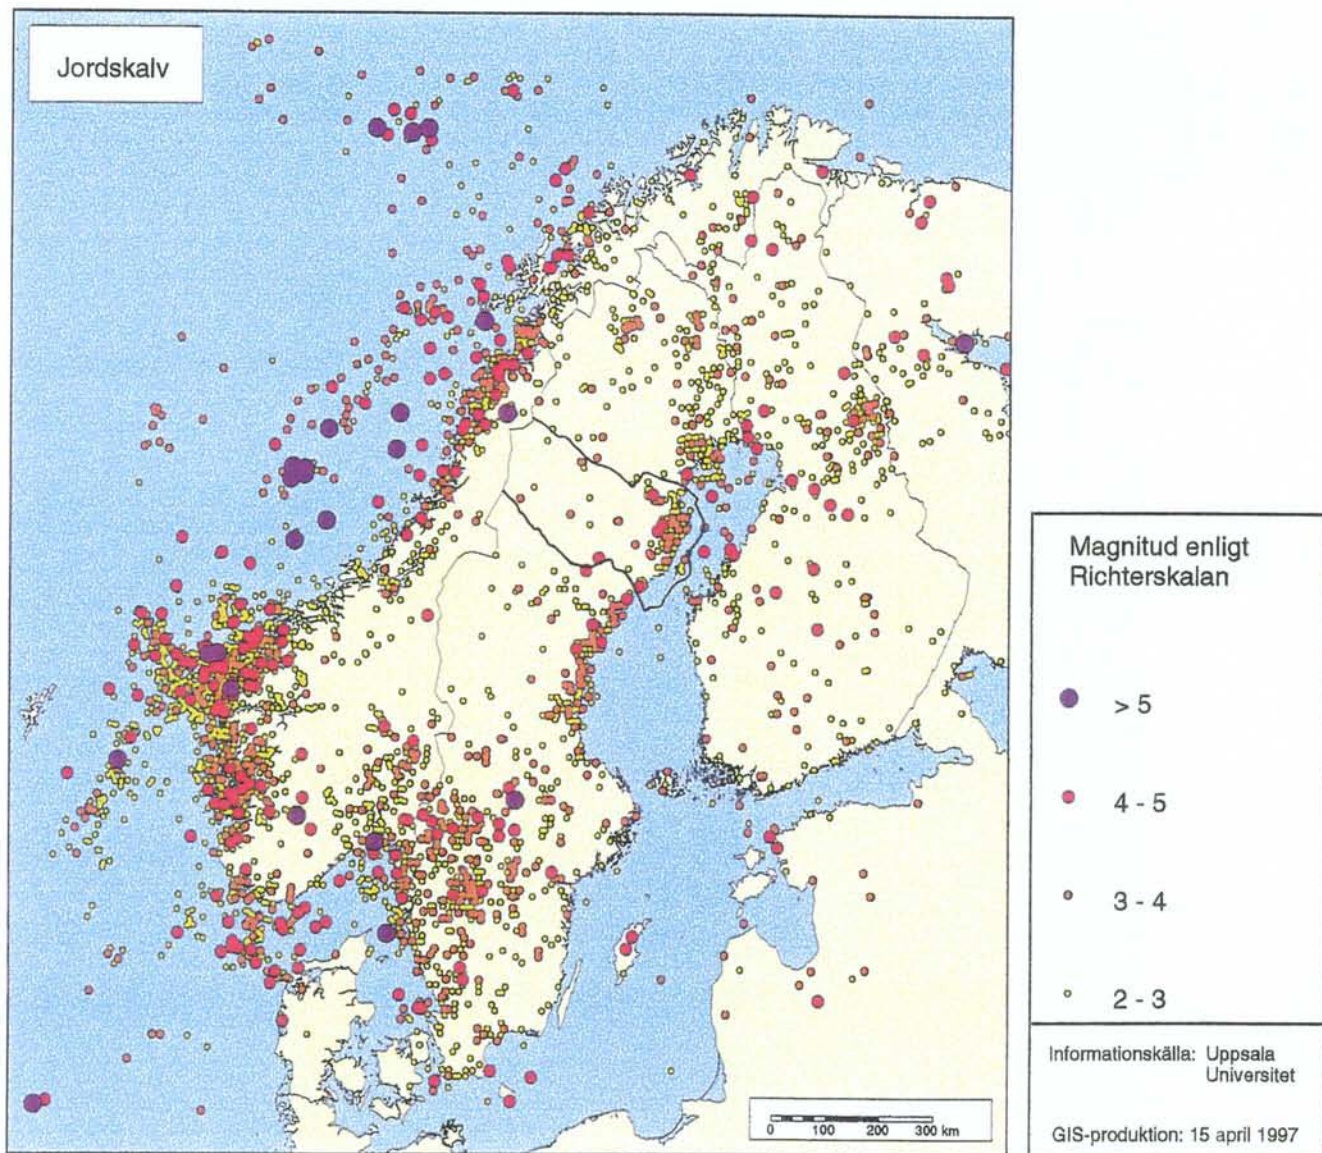 Jordskalv
Magnitud enligt
Richterskalan
> 5
4 - 5
3 - 4
2 - 3
Informationskälla: Uppsala
Universitet
GIS-produktion: 15 april 1997
0 100 200 300 km